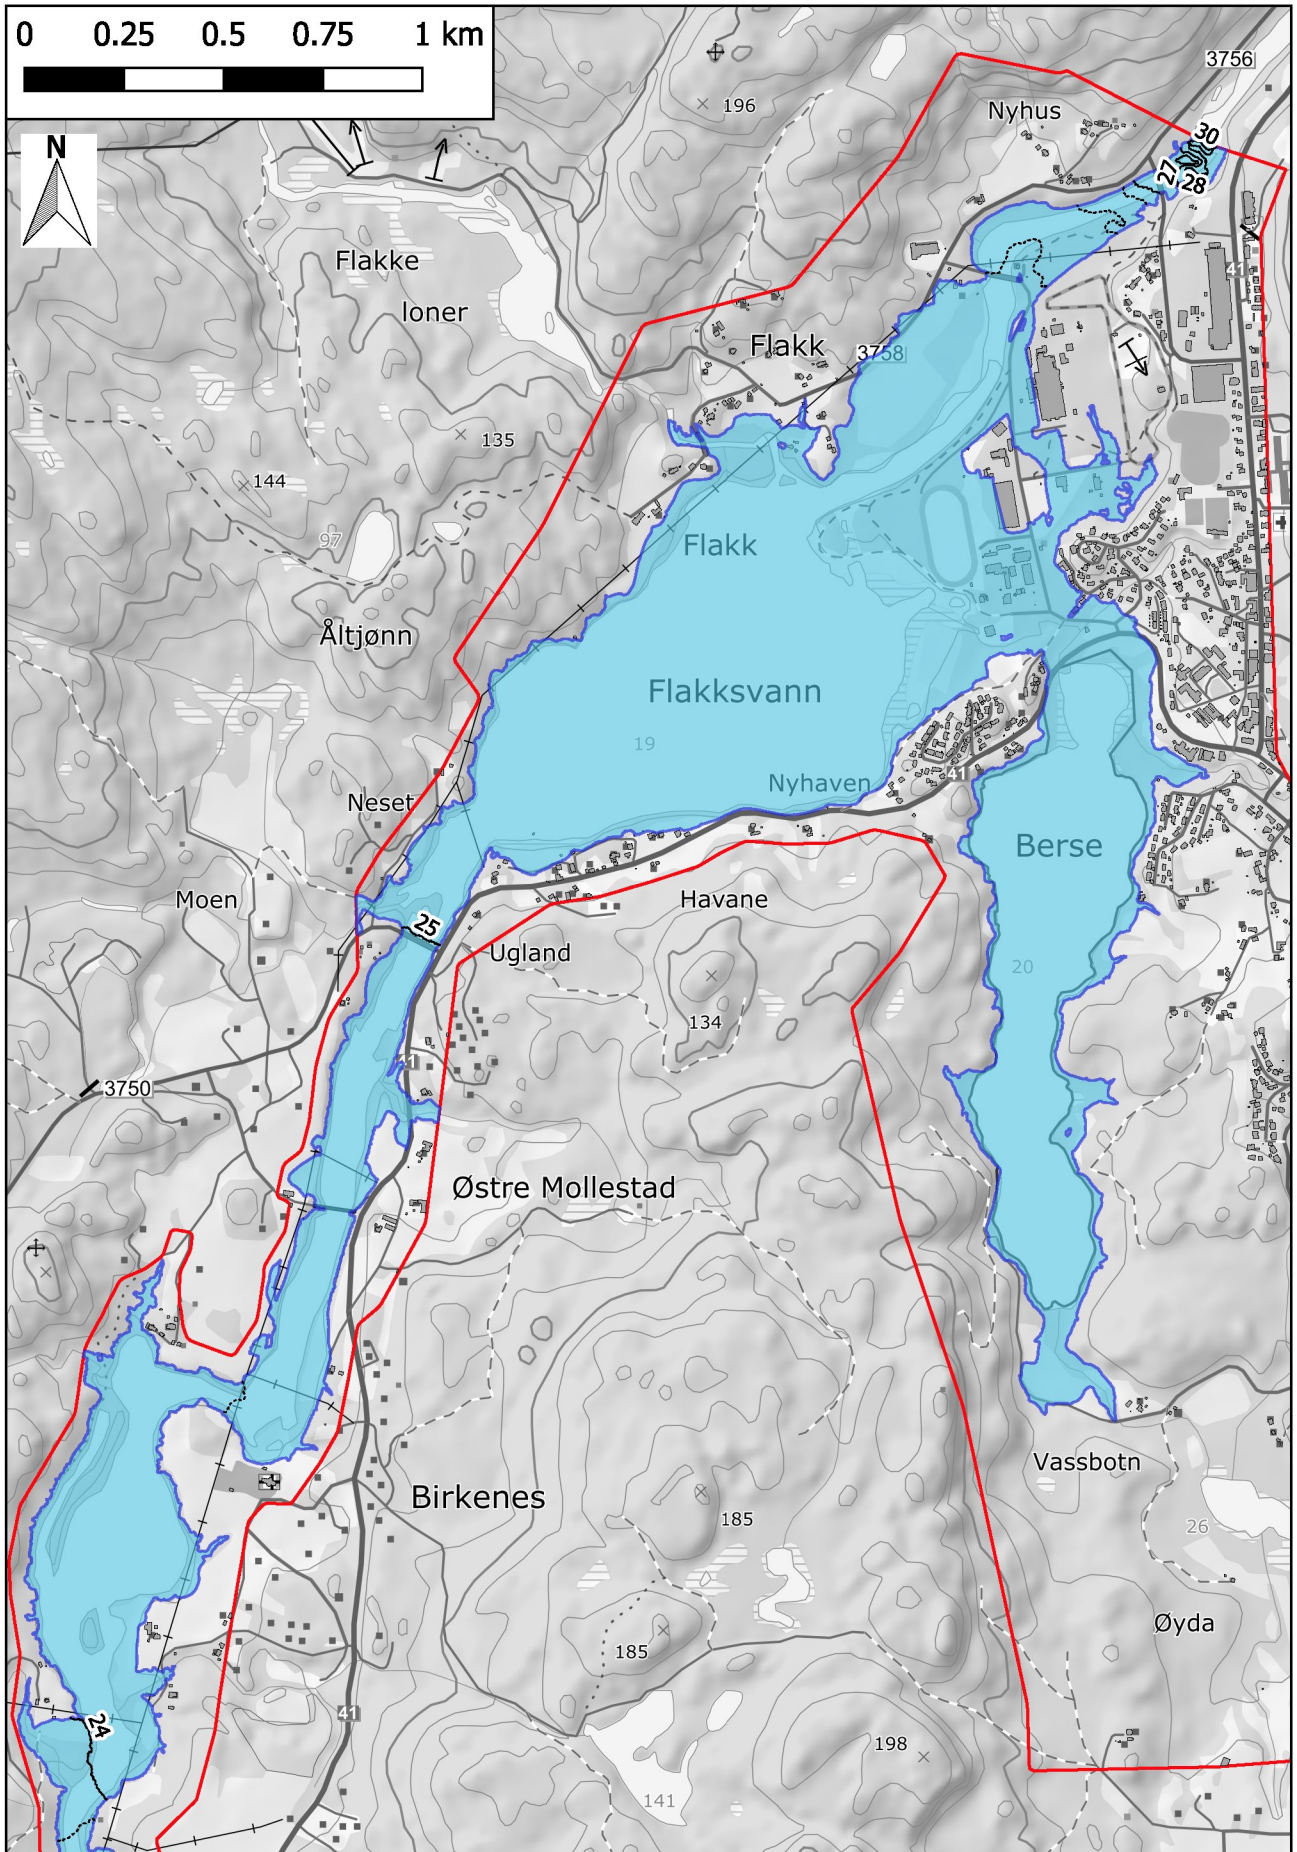 0 0.25 0.5 0.75 1 km
N
3756
196
Nyhus
30
27
28
Flakke
loner
41
Flakk
3758
135
144
97
Flakk
Åltjønn
Flakksvann
19
Nyhaven
41
Neset
Berse
Moen
25
Havane
Ugland
20
134
41
3750
Østre Mollestad
Vassbotn
Birkenes
185
26
185
Øyda
24
41
198
141